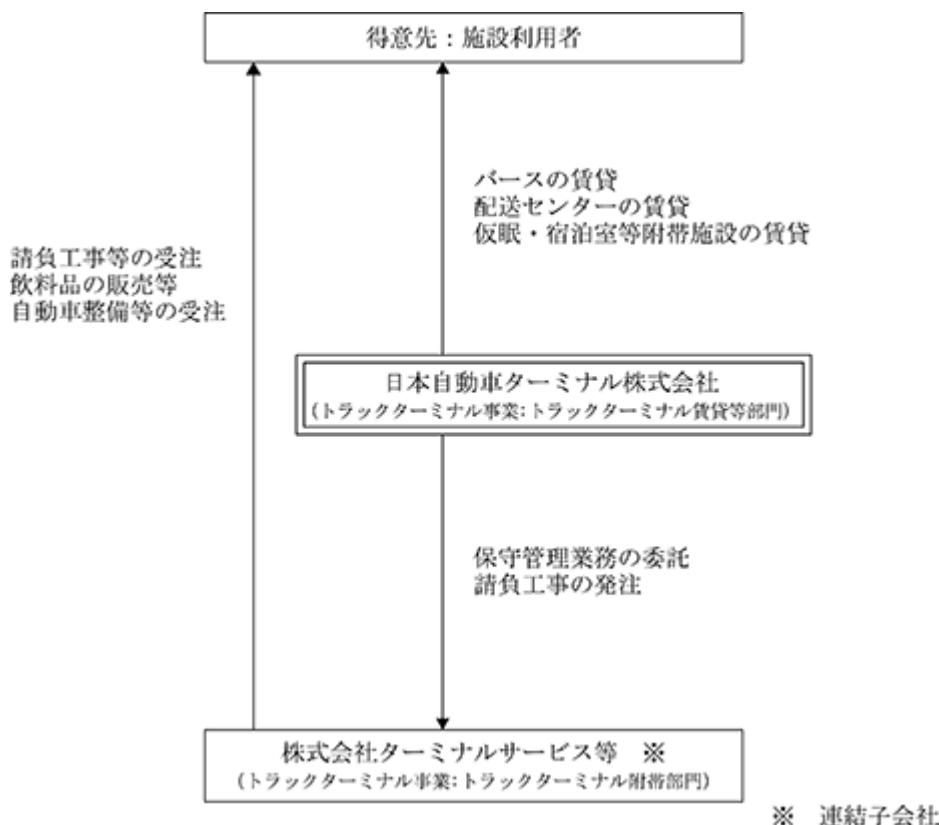 得意先：施設利用者
バースの賃貸
配送センターの賃貸
仮眠・宿泊室等附帯施設の賃貸
請負工事等の受注
飲料品の販売等
自動車整備等の受注
日本自動車ターミナル株式会社
(トラックターミナル事業：トラックターミナル賃貸等部門)
保守管理業務の委託
請負工事の発注
株式会社ターミナルサービス等　※
(トラックターミナル事業：トラックターミナル附帯部門)
※　連結子会社